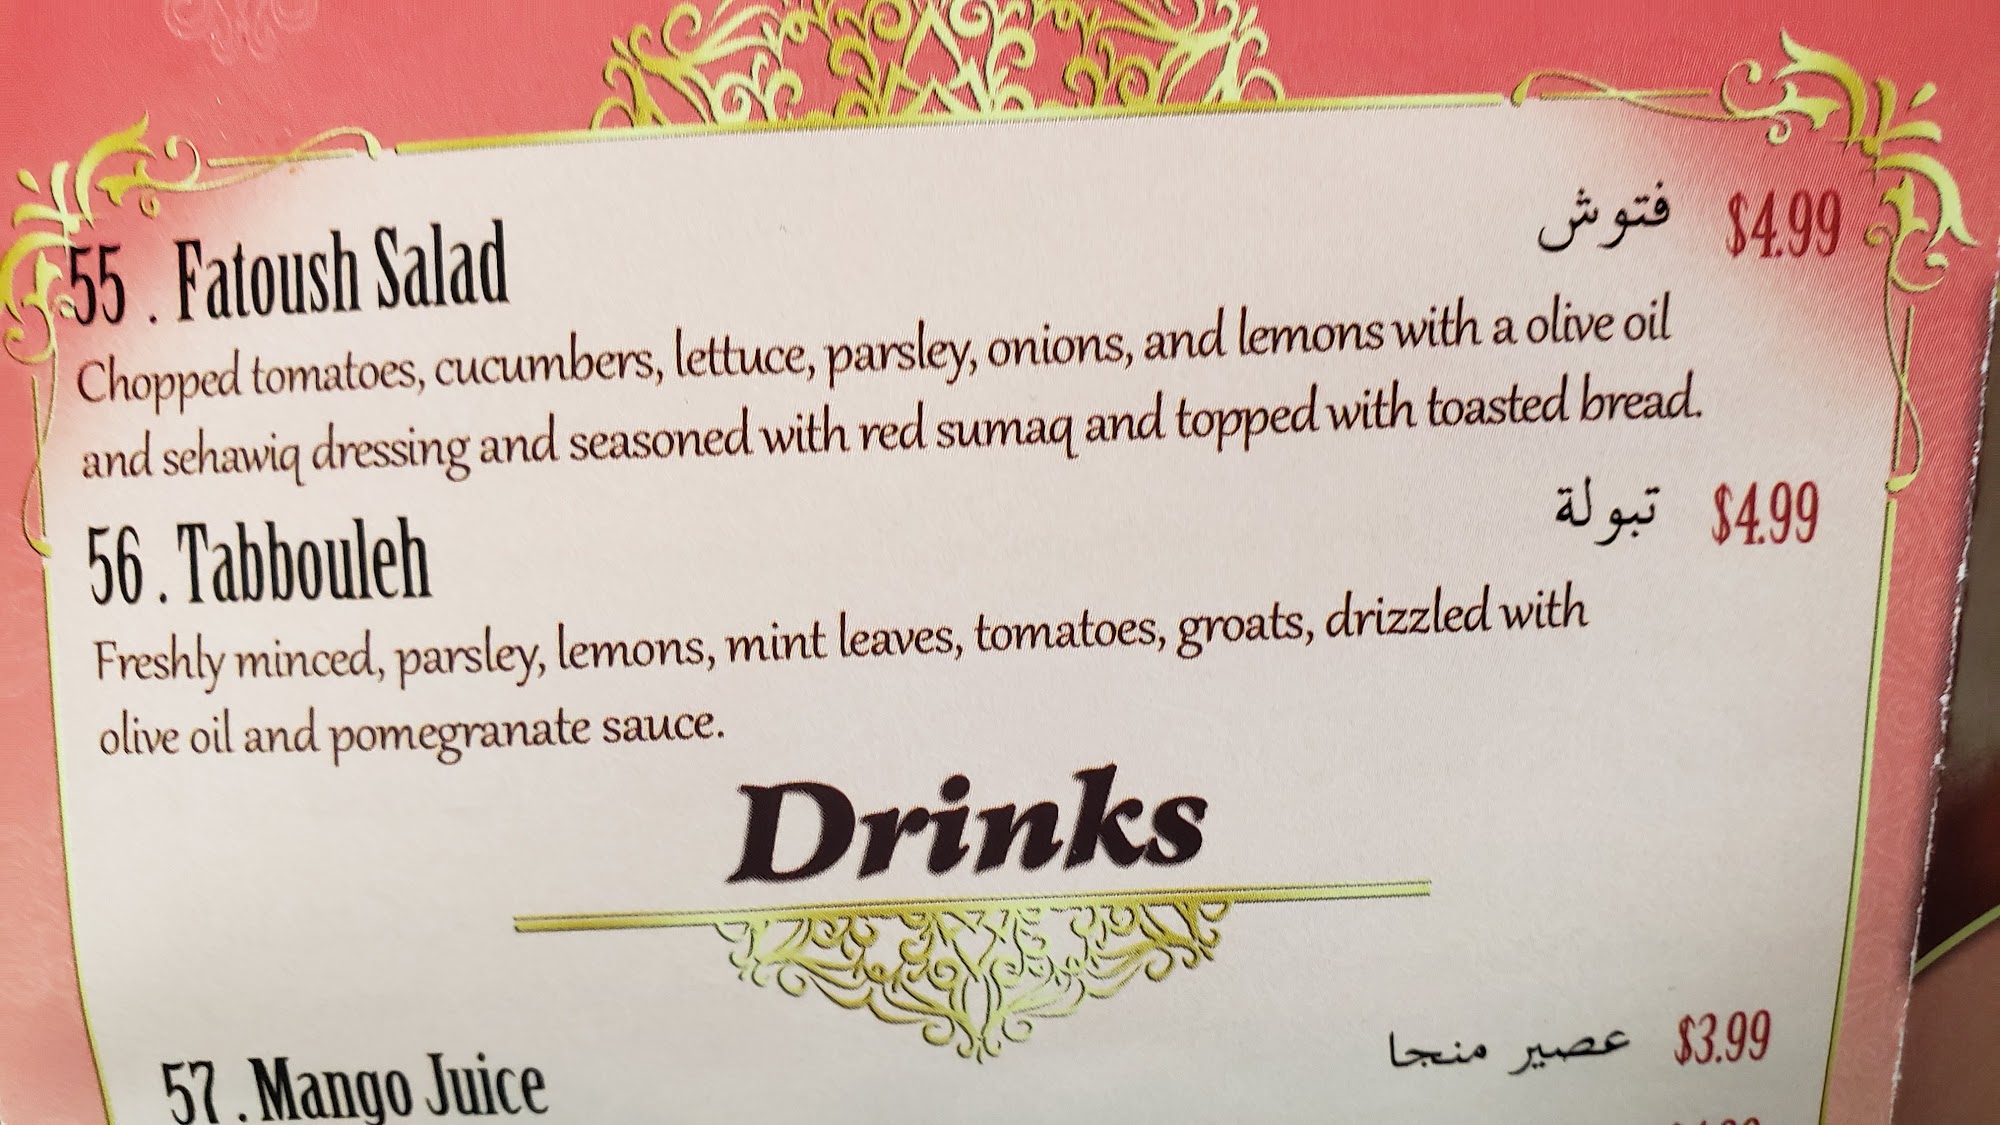 55 . Fatoush Salad فتوش $4.99
Chopped tomatoes, cucumbers, lettuce, parsley, onions, and lemons with a olive oil
and sehawiq dressing and seasoned with red sumaq and topped with toasted bread.
56 . Tabbouleh تبولة $4.99
Freshly minced, parsley, lemons, mint leaves, tomatoes, groats, drizzled with
olive oil and pomegranate sauce.
Drinks
57 . Mango Juice عصير منجا $3.99